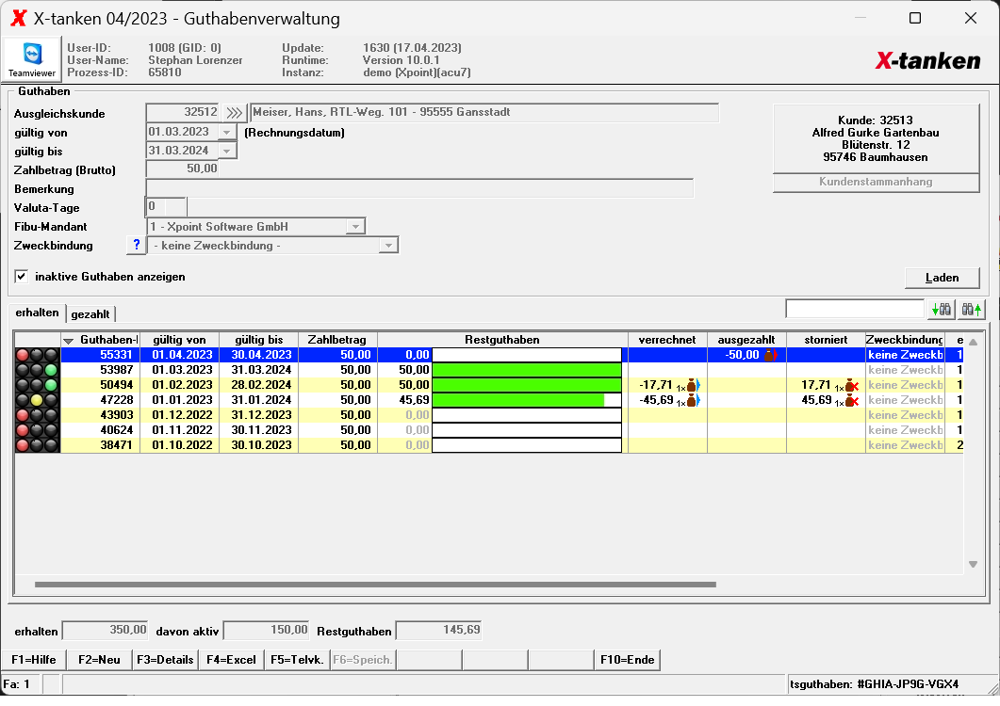 X-tanken 04/2023 - Guthabenverwaltung
Teamviewer
User-ID: 1008 (GID: 0) Update: 1630 (17.04.2023)
User-Name: Stephan Lorenzer Runtime: Version 10.0.1
Prozess-ID: 65810 Instanz: demo (Xpoint)(acu7)
X-tanken
Guthaben
Ausgleichskunde 32512 Meiser, Hans, RTL-Weg. 101 - 95555 Gansstadt
gültig von 01.03.2023 (Rechnungsdatum)
gültig bis 31.03.2024
Zahlbetrag (Brutto) 50,00
Bemerkung
Valuta-Tage 0
Fibu-Mandant 1 - Xpoint Software GmbH
Zweckbindung ? - keine Zweckbindung -
Kunde: 32513
Alfred Gurke Gartenbau
Blütenstr. 12
95746 Baumhausen
Kundenstammanhang
inaktive Guthaben anzeigen
Laden
erhalten gezahlt
Guthaben-I gültig von gültig bis Zahlbetrag Restguthaben verrechnet ausgezahlt storniert Zweckbindung e
55331 01.04.2023 30.04.2023 50,00 0,00 -50,00 keine Zweckb 1
53987 01.03.2023 31.03.2024 50,00 50,00 keine Zweckb 1
50494 01.02.2023 28.02.2024 50,00 50,00 -17,71 1x 17,71 1x keine Zweckb 1
47228 01.01.2023 31.01.2024 50,00 45,69 -45,69 1x 45,69 1x keine Zweckb 1
43903 01.12.2022 31.12.2023 50,00 0,00 keine Zweckb 1
40624 01.11.2022 30.11.2023 50,00 0,00 keine Zweckb 1
38471 01.10.2022 30.10.2023 50,00 0,00 keine Zweckb 2
erhalten 350,00 davon aktiv 150,00 Restguthaben 145,69
F1=Hilfe F2=Neu F3=Details F4=Excel F5=Telvk. F6=Speich. F10=Ende
Fa: 1 tsguthaben: #GHIA-JP9G-VGX4